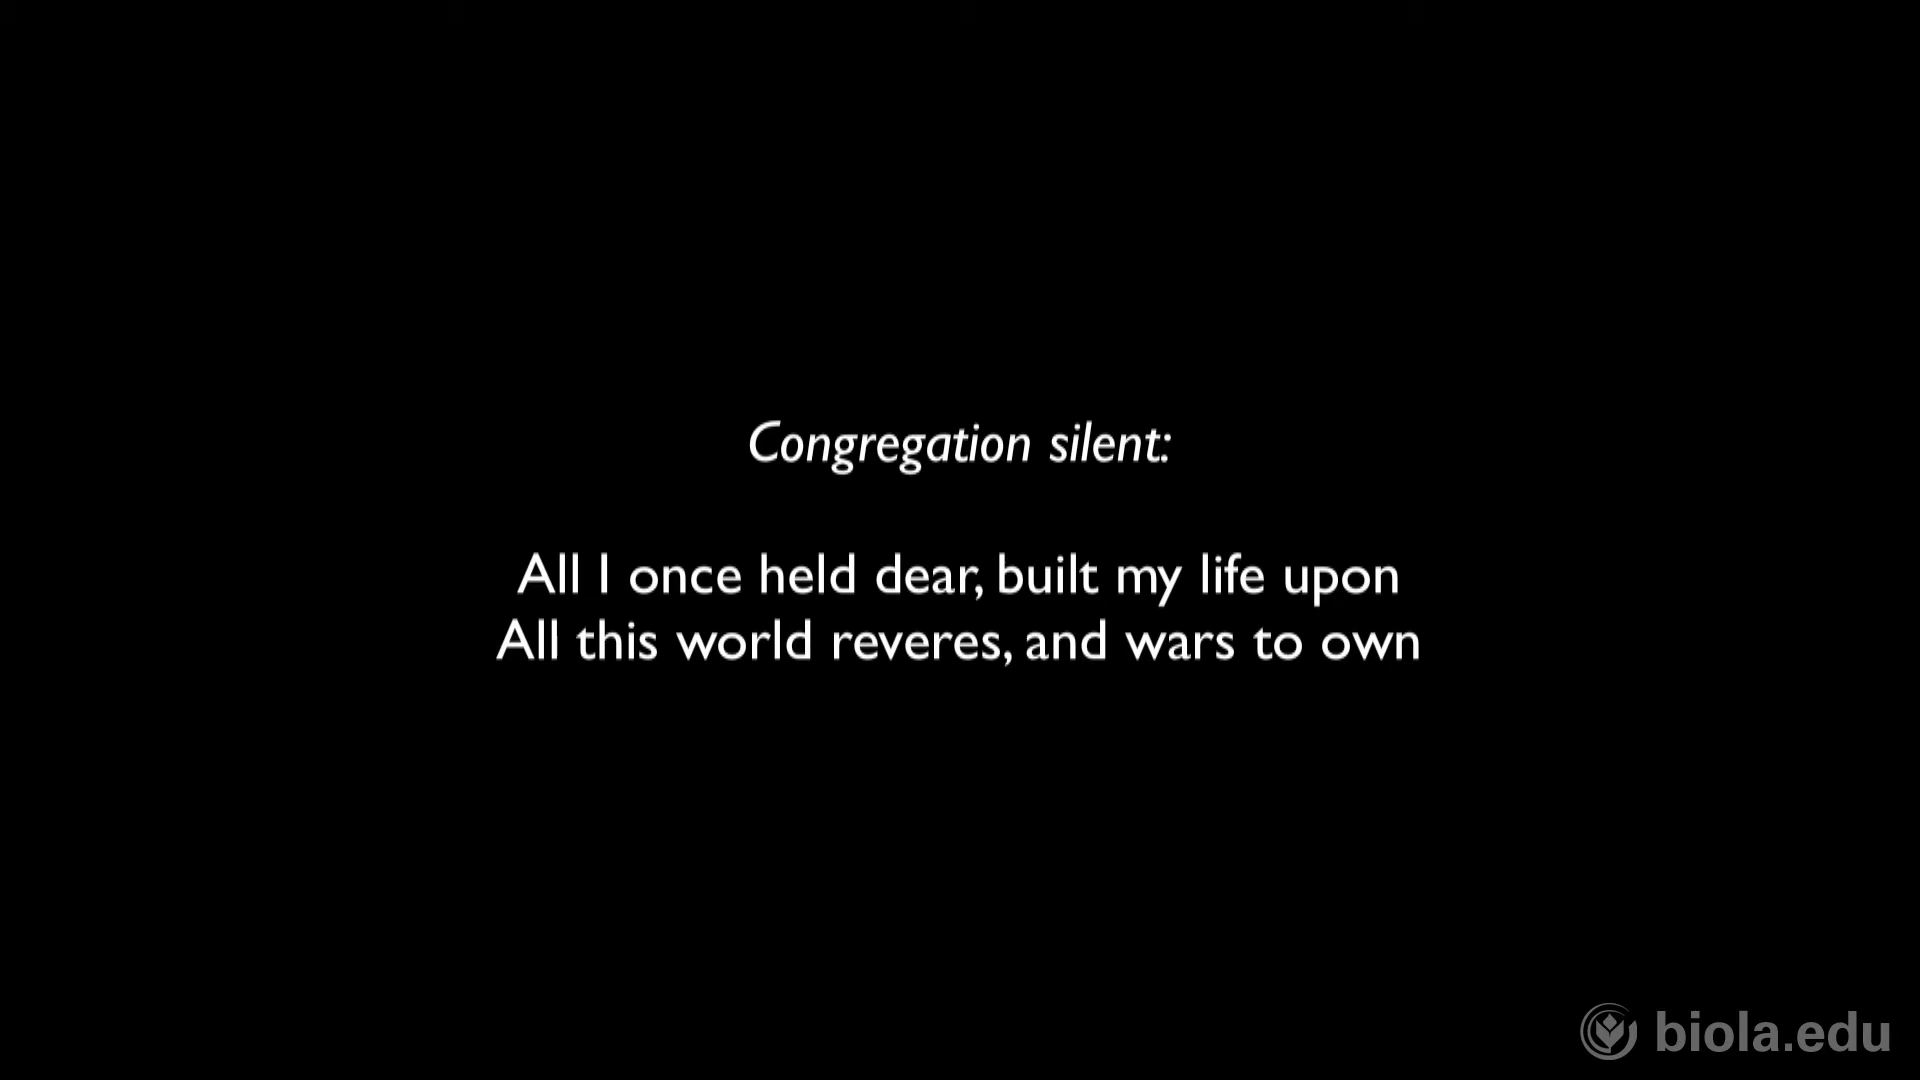 Congregation silent:
All I once held dear, built my life upon
All this world reveres, and wars to own
biola.edu